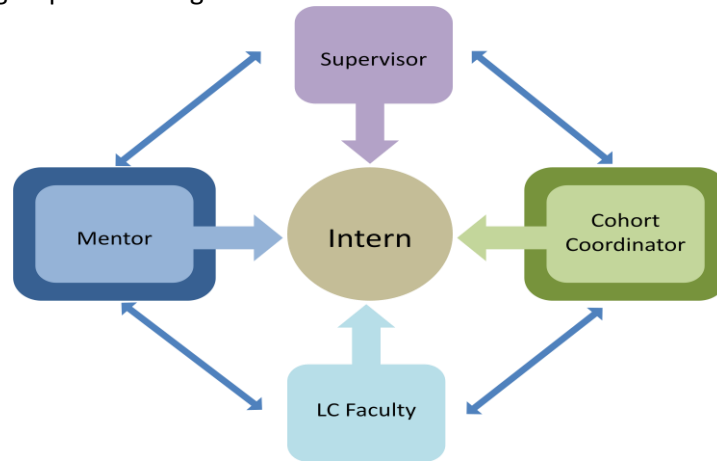 Supervisor
Mentor
Intern
Cohort
Coordinator
LC Faculty